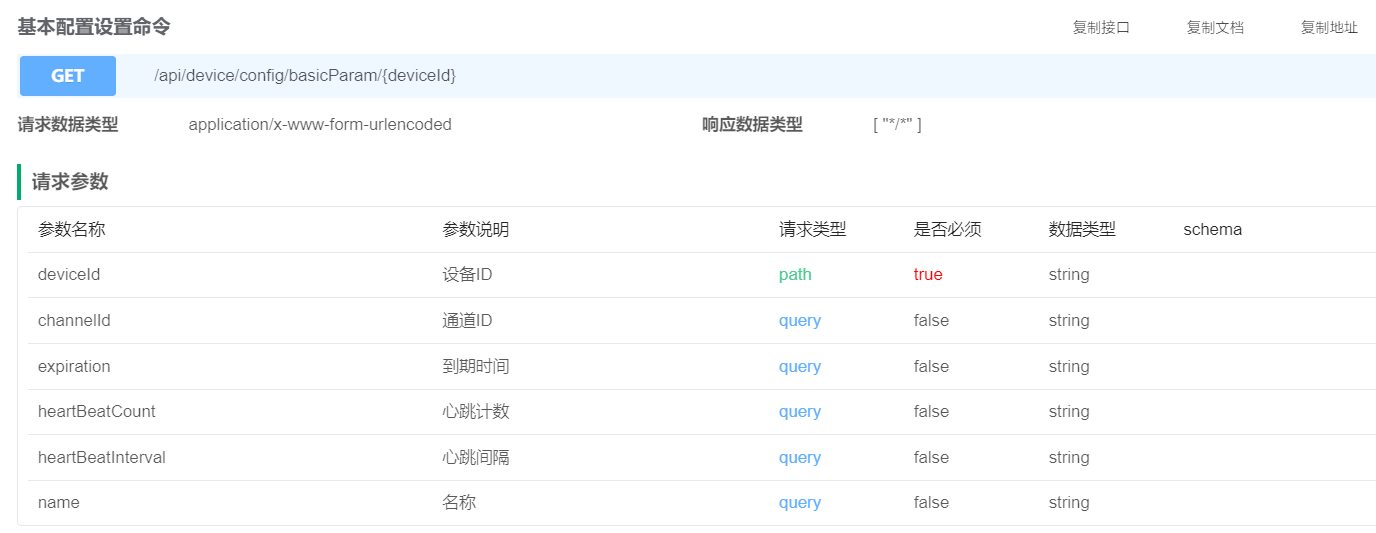 基本配置设置命令 复制接口 复制文档 复制地址
GET /api/device/config/basicParam/{deviceId}
请求数据类型 application/x-www-form-urlencoded 响应数据类型 [ "*/*" ]
请求参数
参数名称 参数说明 请求类型 是否必须 数据类型 schema
deviceId 设备ID path true string
channelId 通道ID query false string
expiration 到期时间 query false string
heartBeatCount 心跳计数 query false string
heartBeatInterval 心跳间隔 query false string
name 名称 query false string